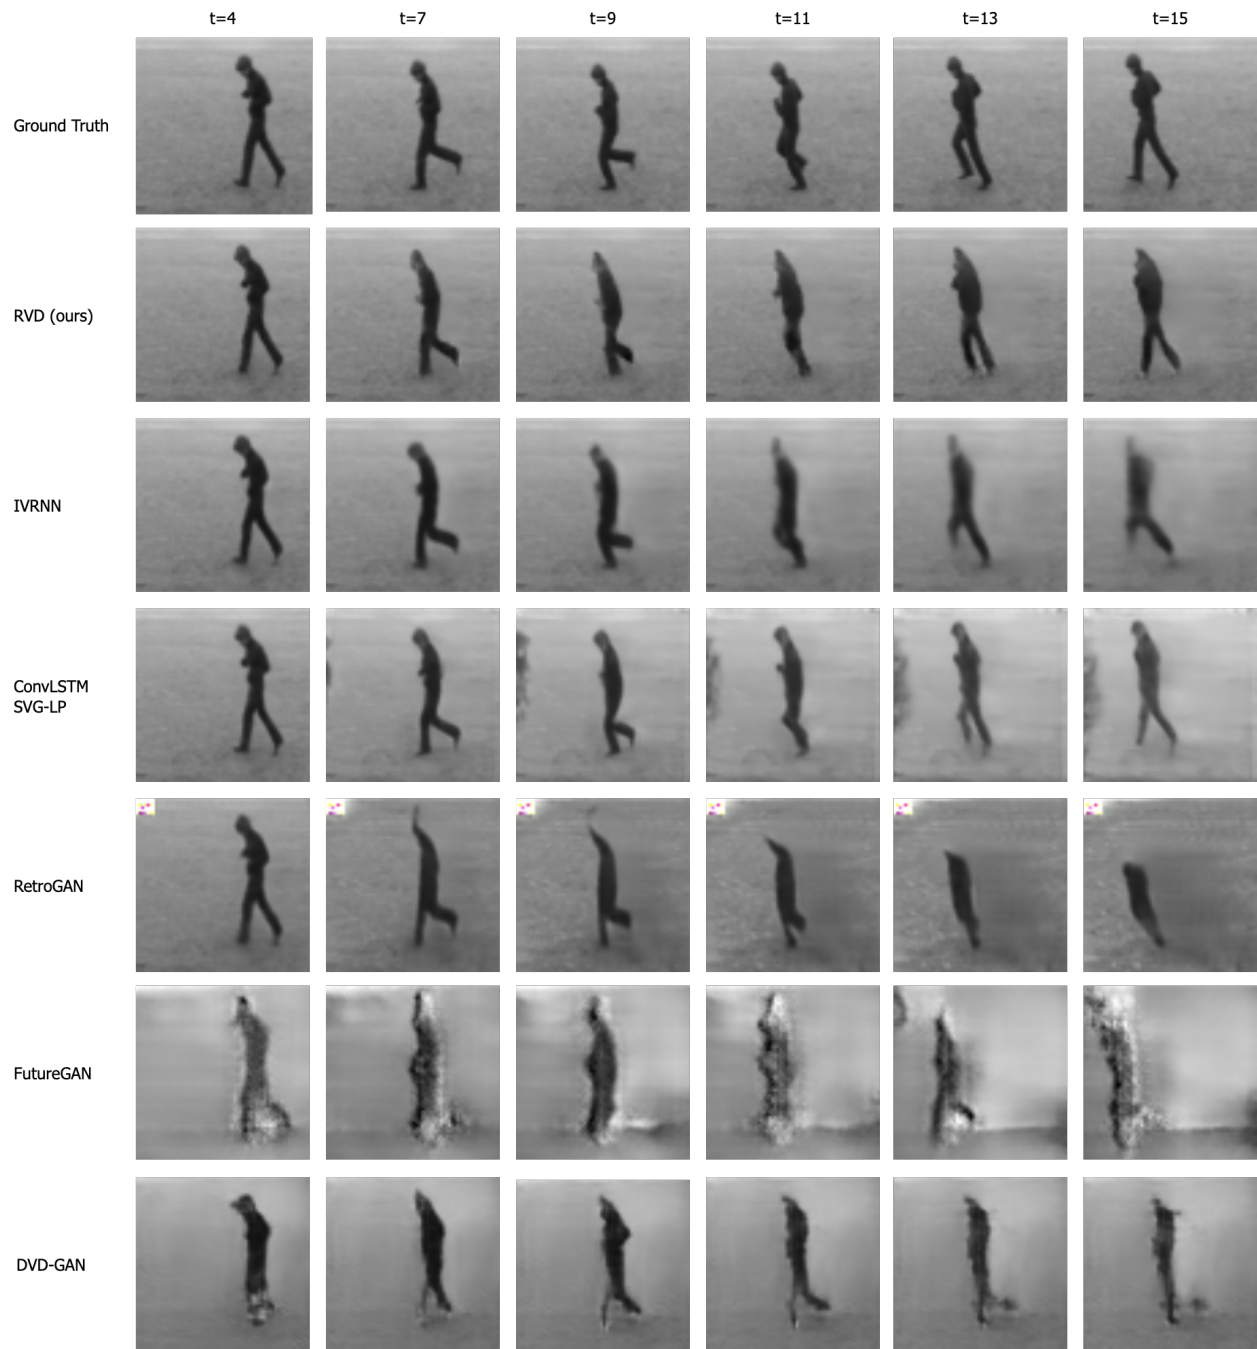 t=4 t=7 t=9 t=11 t=13 t=15
Ground Truth
RVD (ours)
IVRNN
ConvLSTM
SVG-LP
RetroGAN
FutureGAN
DVD-GAN